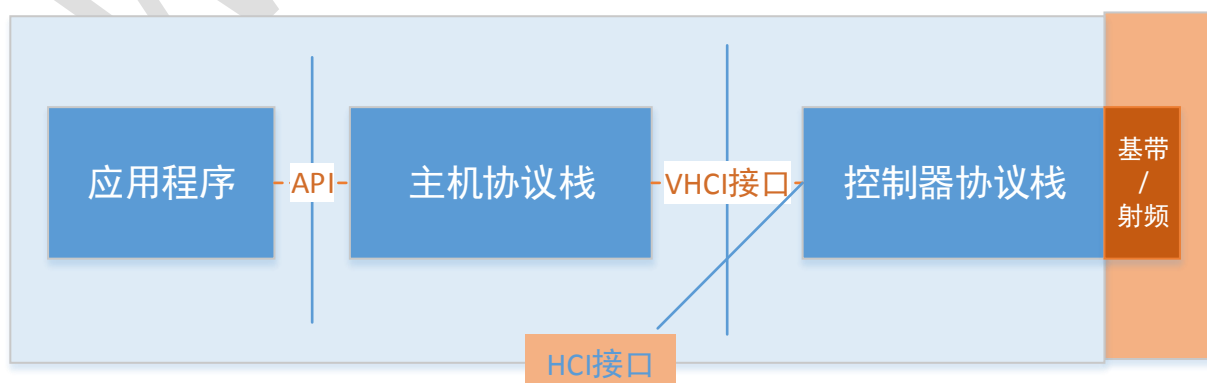 应用程序
API
主机协议栈
VHCI接口
控制器协议栈
基带
/
射频
HCI接口